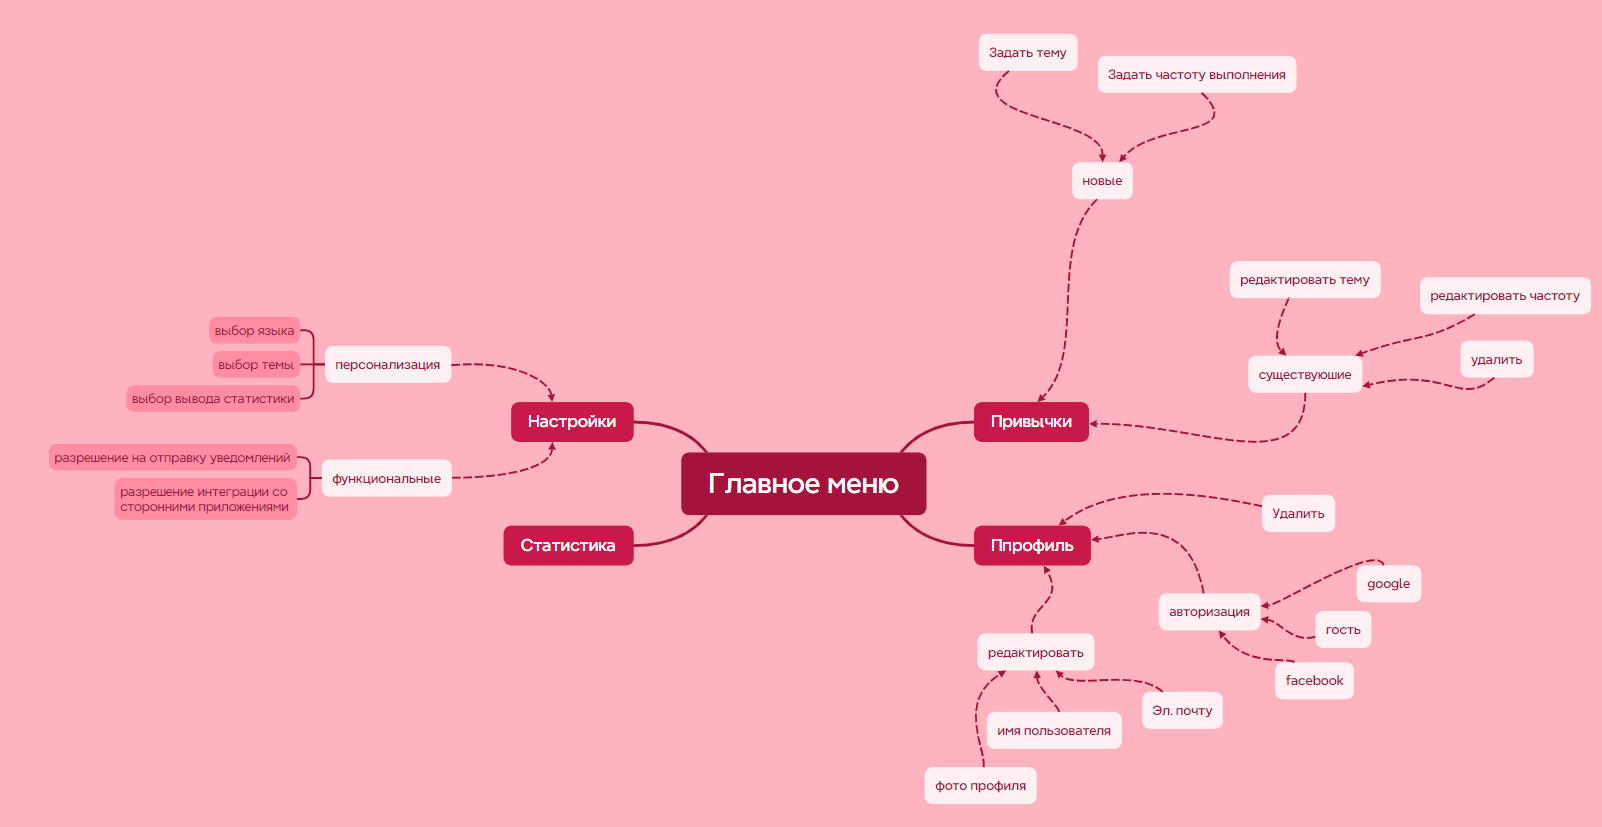 Задать тему
Задать частоту выполнения
новые
редактировать тему
редактировать частоту
удалить
существуюшие
Привычки
выбор языка
выбор темы
выбор вывода статистики
персонализация
Настройки
разрешение на отправку уведомлений
разрешение интеграции со
сторонними приложениями
функциональные
Главное меню
Статистика
Ппрофиль
Удалить
авторизация
google
гость
facebook
редактировать
Эл. почту
имя пользователя
фото профиля